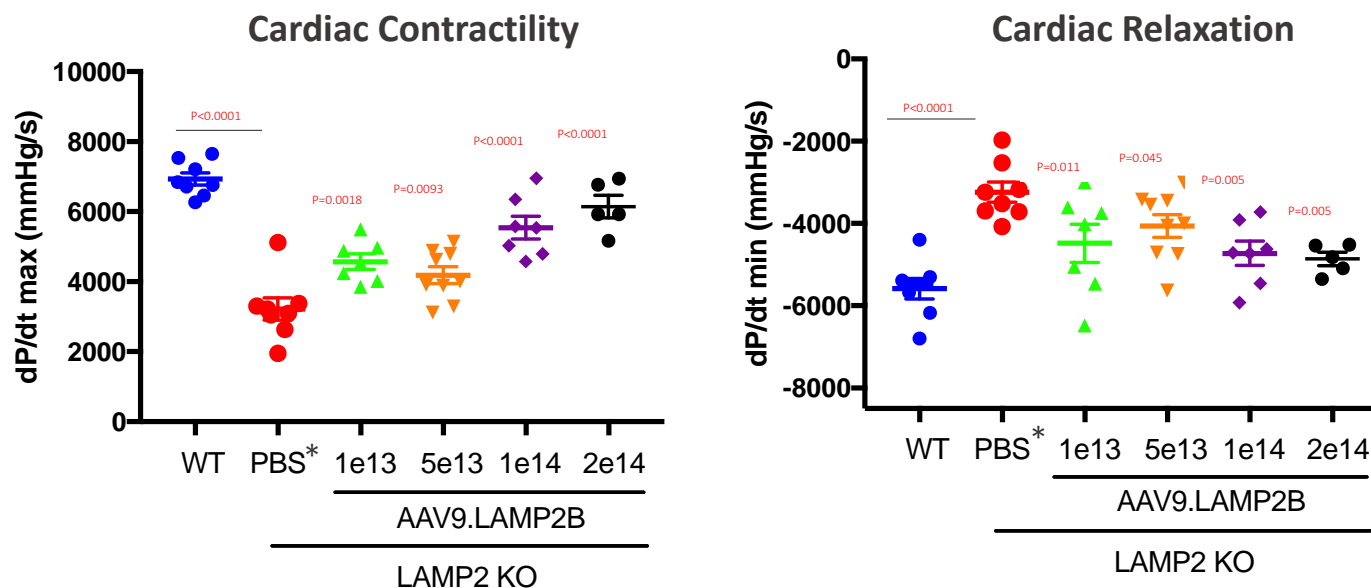 Cardiac Contractility
dP/dt max (mmHg/s)
10000
8000
6000
4000
2000
0
P<0.0001
P=0.0018
P=0.0093
P<0.0001
P<0.0001
WT
PBS*
1e13
5e13
1e14
2e14
AAV9.LAMP2B
LAMP2 KO
Cardiac Relaxation
dP/dt min (mmHg/s)
-0
-2000
-4000
-6000
-8000
P<0.0001
P=0.011
P=0.045
P=0.005
P=0.005
WT
PBS*
1e13
5e13
1e14
2e14
AAV9.LAMP2B
LAMP2 KO